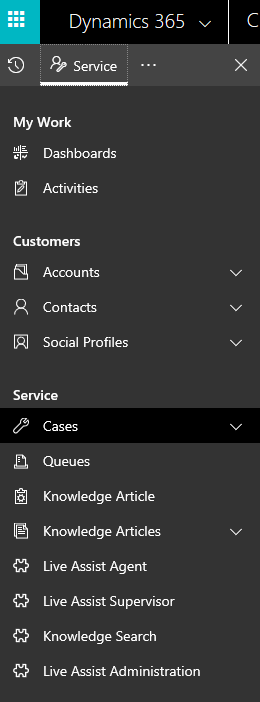 Dynamics 365
C
Service
...
My Work
Dashboards
Activities
Customers
Accounts
Contacts
Social Profiles
Service
Cases
Queues
Knowledge Article
Knowledge Articles
Live Assist Agent
Live Assist Supervisor
Knowledge Search
Live Assist Administration